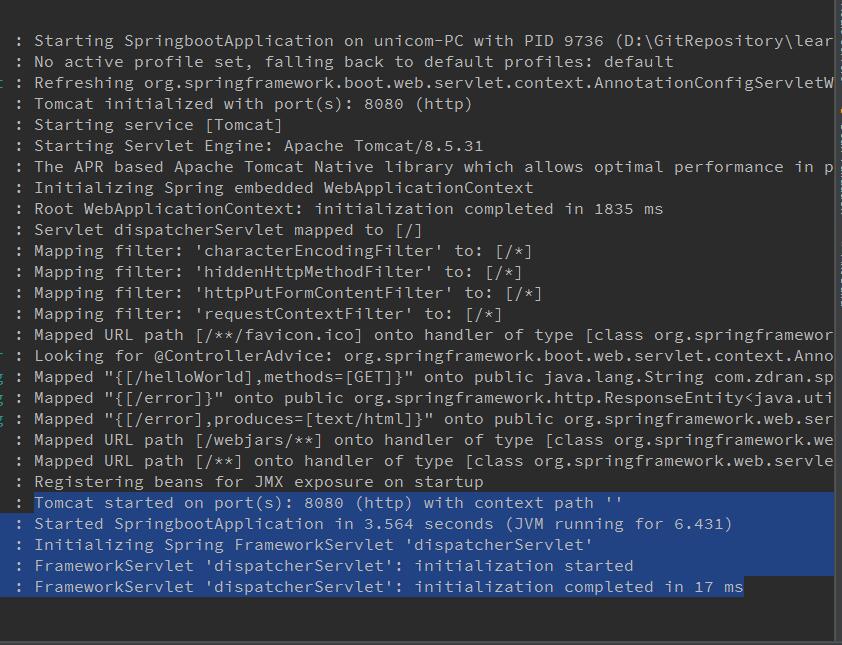 : Starting SpringbootApplication on unicom-PC with PID 9736 (D:\GitRepository\lear
: No active profile set, falling back to default profiles: default
: Refreshing org.springframework.boot.web.servlet.context.AnnotationConfigServletW
: Tomcat initialized with port(s): 8080 (http)
: Starting service [Tomcat]
: Starting Servlet Engine: Apache Tomcat/8.5.31
: The APR based Apache Tomcat Native library which allows optimal performance in p
: Initializing Spring embedded WebApplicationContext
: Root WebApplicationContext: initialization completed in 1835 ms
: Servlet dispatcherServlet mapped to [/]
: Mapping filter: 'characterEncodingFilter' to: [/*]
: Mapping filter: 'hiddenHttpMethodFilter' to: [/*]
: Mapping filter: 'httpPutFormContentFilter' to: [/*]
: Mapping filter: 'requestContextFilter' to: [/*]
: Mapped URL path [/**/favicon.ico] onto handler of type [class org.springframewor
: Looking for @ControllerAdvice: org.springframework.boot.web.servlet.context.Anno
: Mapped "{[/helloWorld],methods=[GET]}" onto public java.lang.String com.zdran.sp
: Mapped "{[/error]}" onto public org.springframework.http.ResponseEntity<java.uti
: Mapped "{[/error],produces=[text/html]}" onto public org.springframework.web.ser
: Mapped URL path [/webjars/**] onto handler of type [class org.springframework.we
: Mapped URL path [/**] onto handler of type [class org.springframework.web.servle
: Registering beans for JMX exposure on startup
: Tomcat started on port(s): 8080 (http) with context path ''
: Started SpringbootApplication in 3.564 seconds (JVM running for 6.431)
: Initializing Spring FrameworkServlet 'dispatcherServlet'
: FrameworkServlet 'dispatcherServlet': initialization started
: FrameworkServlet 'dispatcherServlet': initialization completed in 17 ms